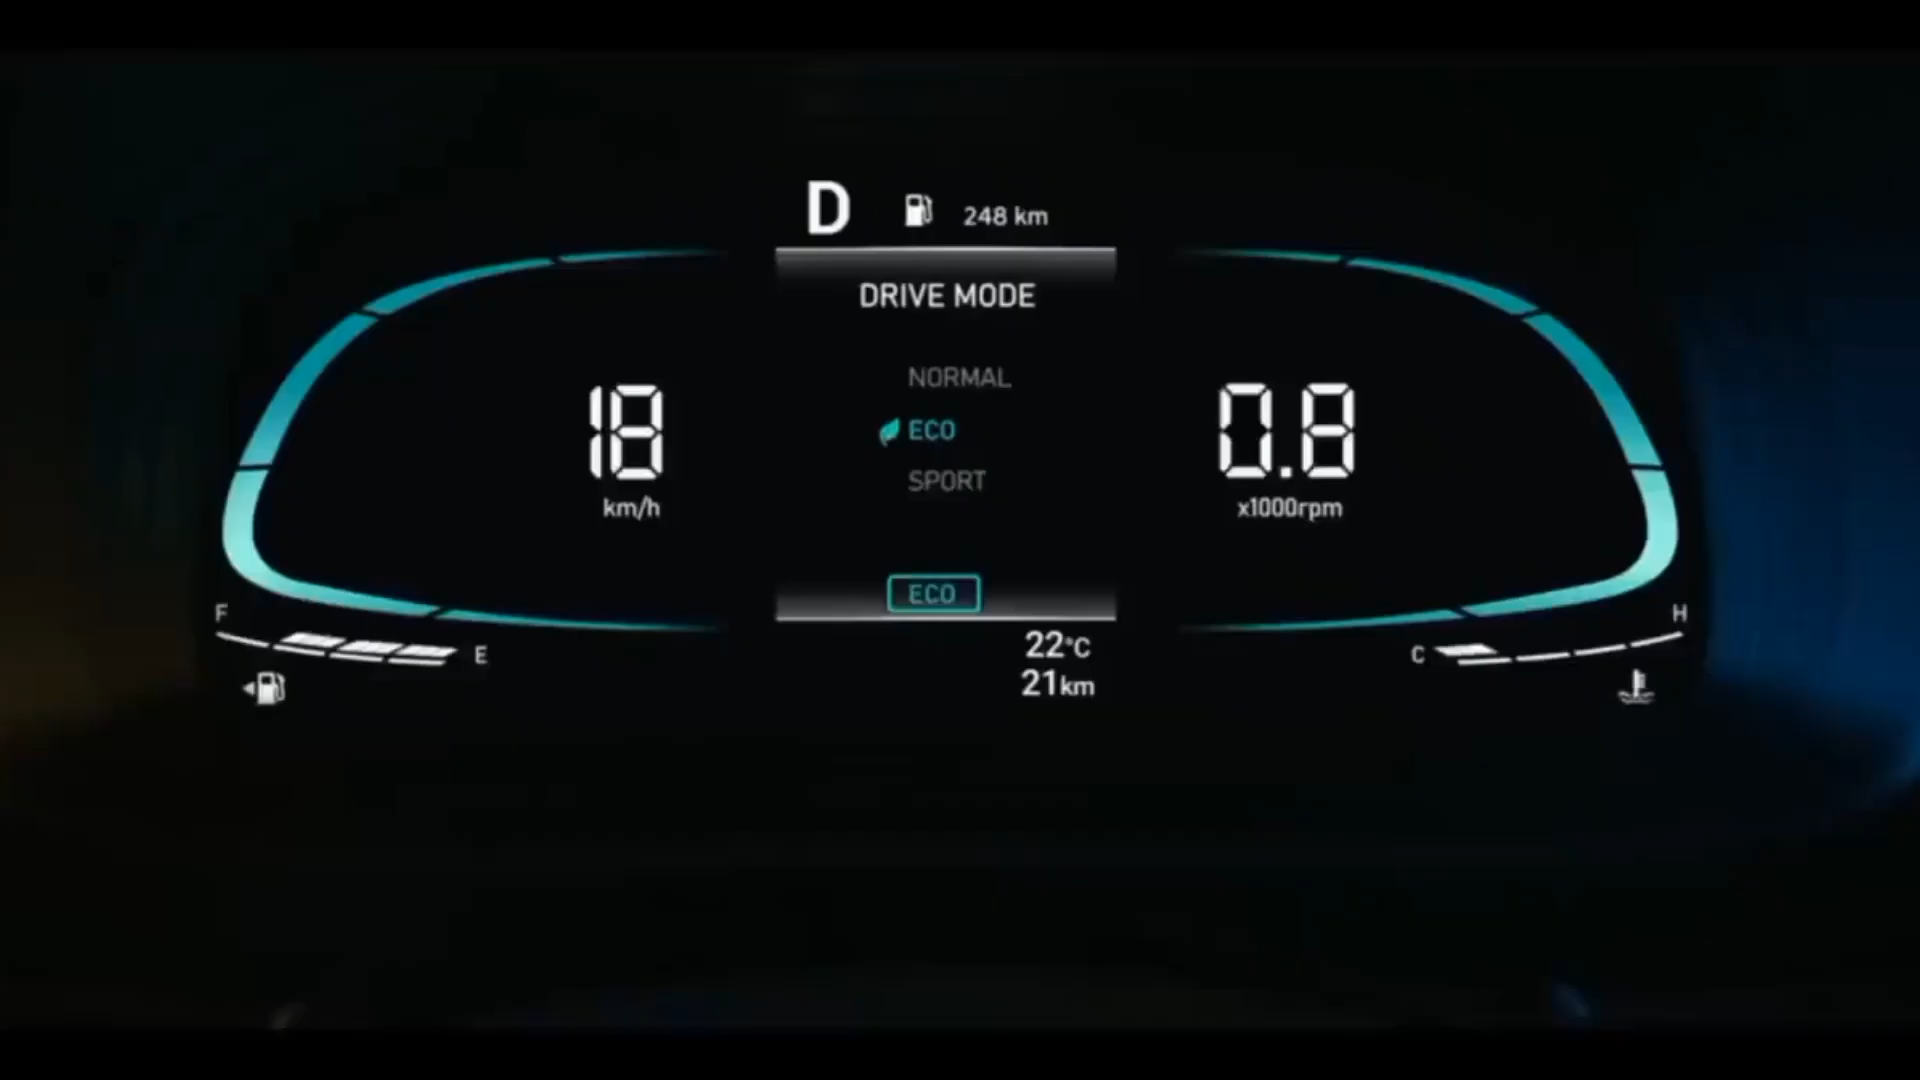 D 248 km
DRIVE MODE
NORMAL
ECO
SPORT
18
km/h
0.8
x1000rpm
ECO
F
E
22°C
21km
C
H